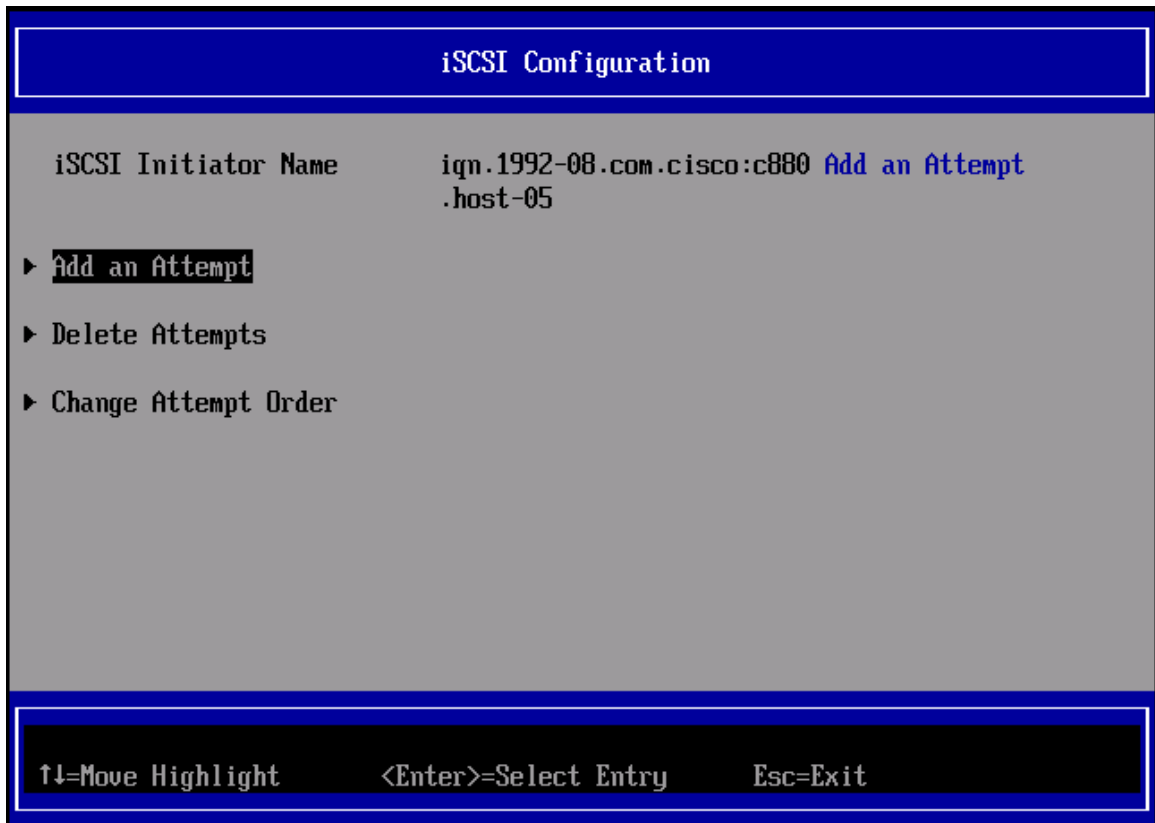 iSCSI Configuration
iSCSI Initiator Name iqn.1992-08.com.cisco:c880 Add an Attempt
.host-05
Add an Attempt
Delete Attempts
Change Attempt Order
↑↓=Move Highlight <Enter>=Select Entry Esc=Exit